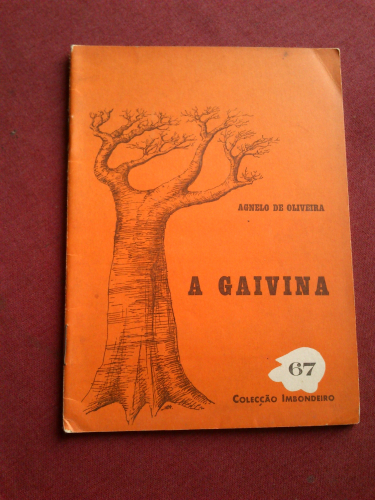 AGNELO DE OLIVEIRA
A GAIVINA
67
COLECÇÃO IMBONDEIRO